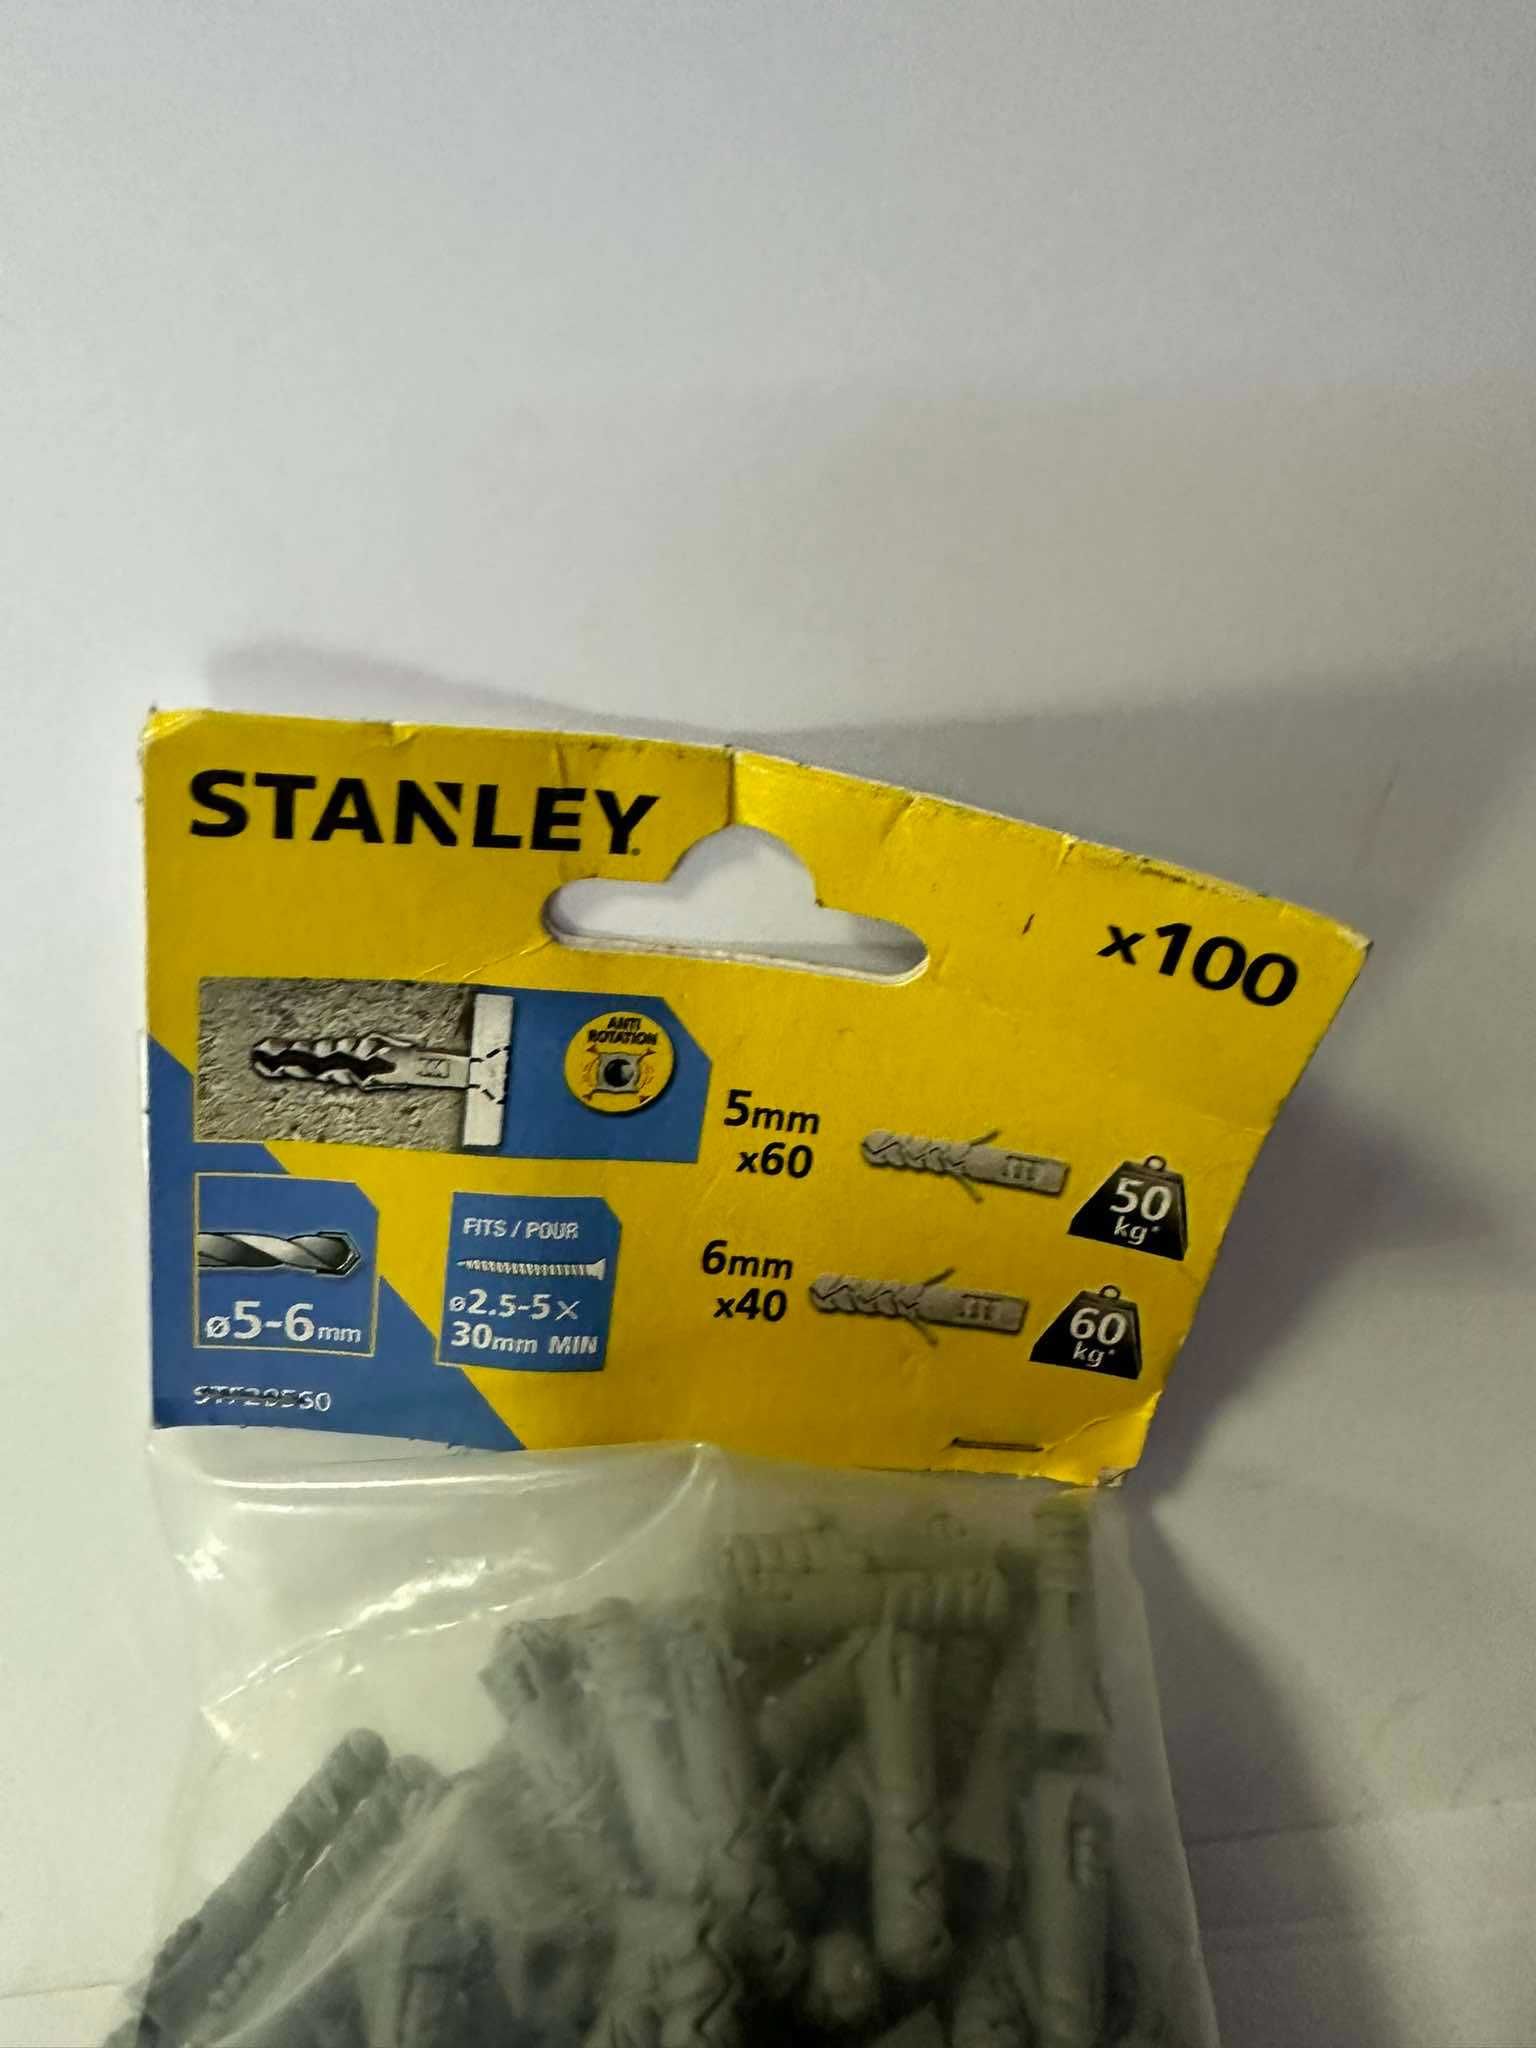 STANLEY
x100
ANTI
ROTATION
5mm
x60
50
kg*
6mm
x40
60
kg*
FITS / POUR
ø2.5-5x
30mm MIN
ø5-6mm